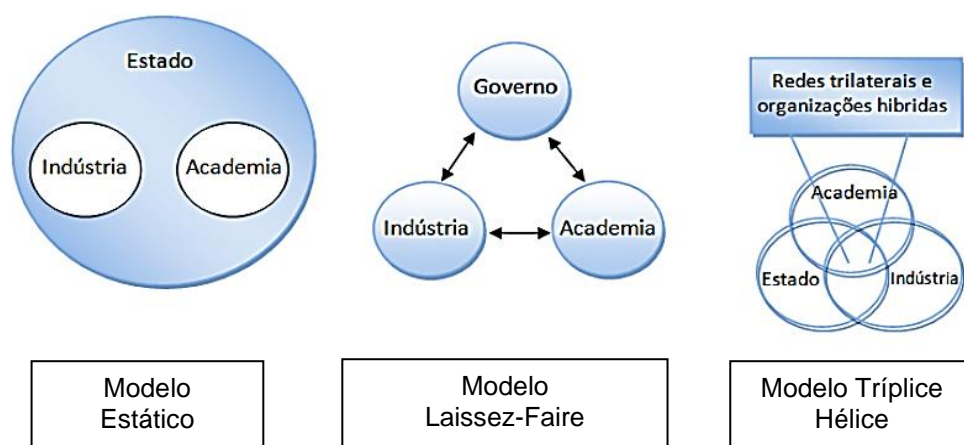 Estado
Indústria
Academia
Governo
Indústria
Academia
Redes trilaterais e
organizações hibridas
Academia
Estado
Indústria
Modelo
Estático
Modelo
Laissez-Faire
Modelo Tríplice
Hélice